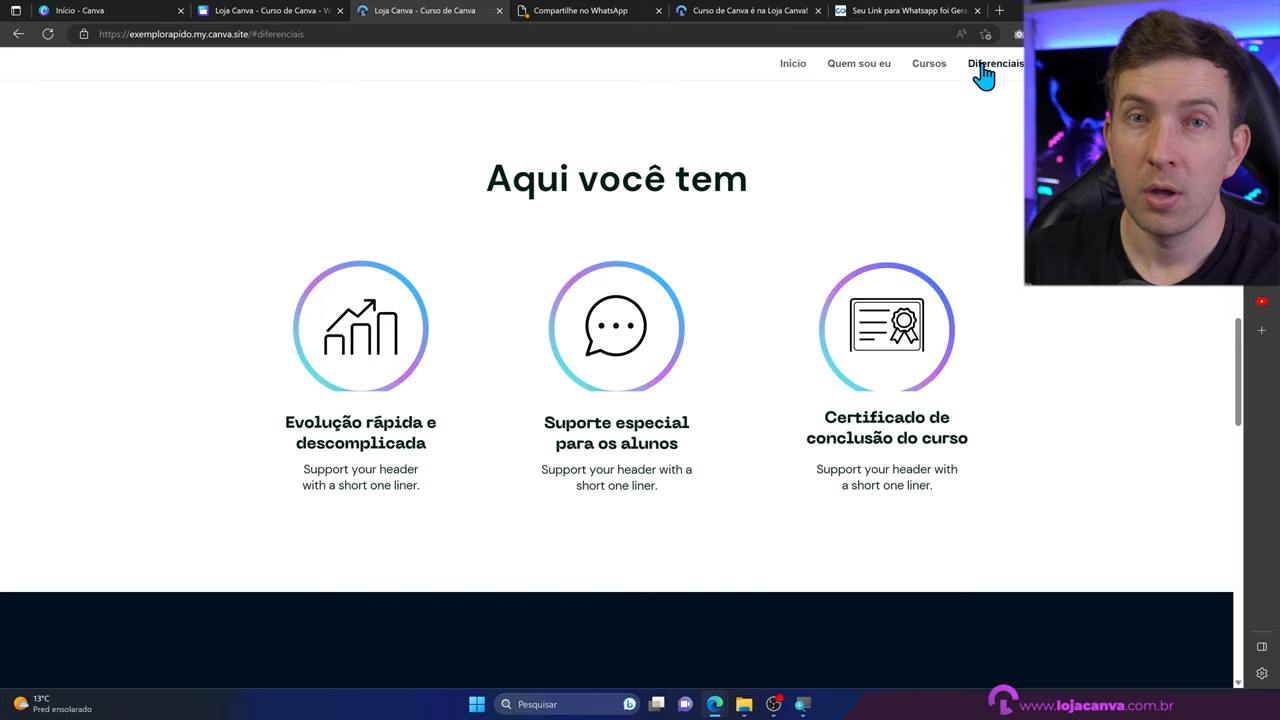 Início - Canva
Loja Canva - Curso de Canva - W
Loja Canva - Curso de Canva
Compartilhe no WhatsApp
Curso de Canva é na Loja Canva!
Seu Link para Whatsapp foi Gera
https://exemplorapido.my.canva.site/#diferenciais
Início
Quem sou eu
Cursos
Diferenciais
Aqui você tem
Evolução rápida e
descomplicada
Support your header
with a short one liner.
Suporte especial
para os alunos
Support your header with a
short one liner.
Certificado de
conclusão do curso
Support your header with
a short one liner.
13°C
Pred ensolarado
Pesquisar
www.lojacanva.com.br